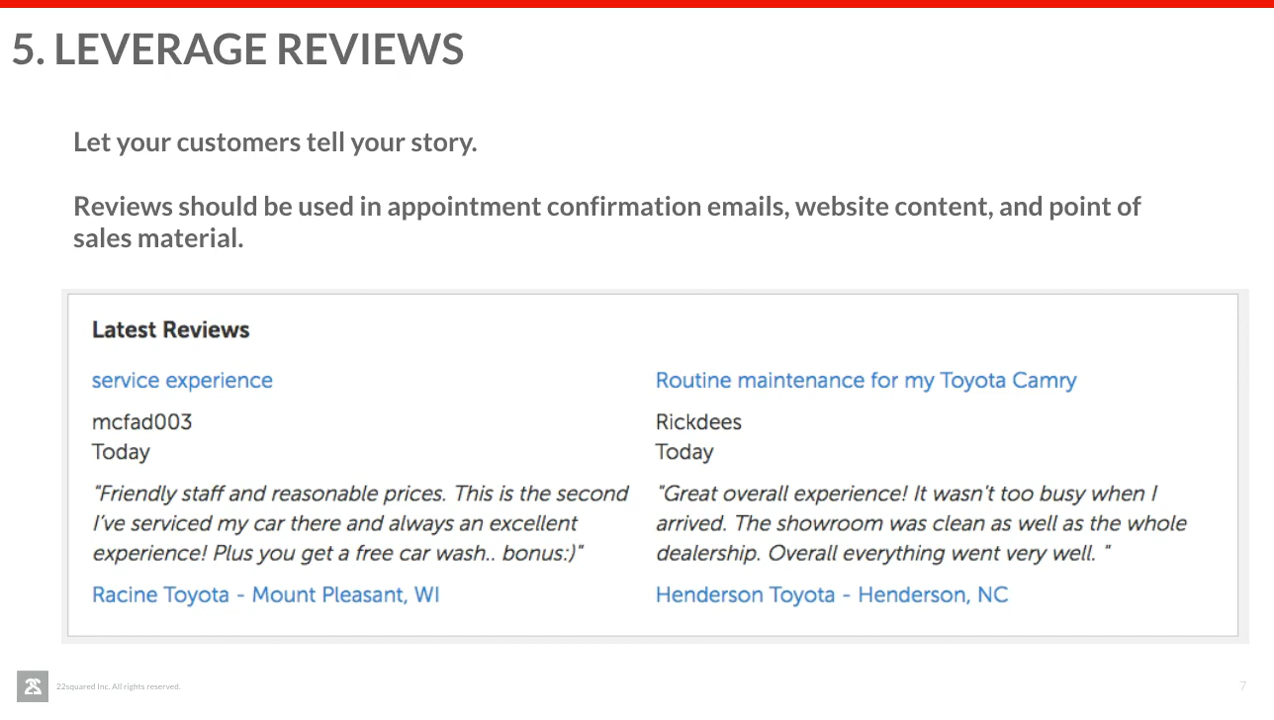 5. LEVERAGE REVIEWS
Let your customers tell your story.
Reviews should be used in appointment confirmation emails, website content, and point of
sales material.
Latest Reviews
service experience
mcfad003
Today
"Friendly staff and reasonable prices. This is the second
I've serviced my car there and always an excellent
experience! Plus you get a free car wash.. bonus:)"
Racine Toyota - Mount Pleasant, WI
Routine maintenance for my Toyota Camry
Rickdees
Today
"Great overall experience! It wasn't too busy when I
arrived. The showroom was clean as well as the whole
dealership. Overall everything went very well. "
Henderson Toyota - Henderson, NC
22squared Inc. All rights reserved.
7